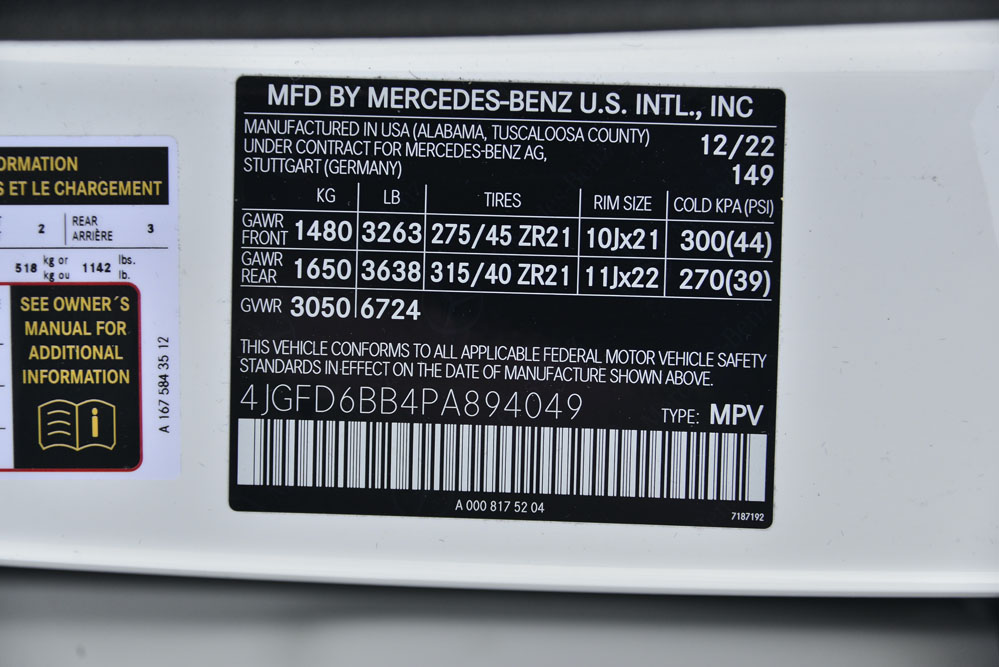 ORMATION
S ET LE CHARGEMENT
2 REAR ARRIÈRE 3
518 kg or kg ou 1142 lbs. lb.
SEE OWNER´S
MANUAL FOR
ADDITIONAL
INFORMATION
i
A 167 584 35 12
MFD BY MERCEDES-BENZ U.S. INTL., INC
MANUFACTURED IN USA (ALABAMA, TUSCALOOSA COUNTY)
UNDER CONTRACT FOR MERCEDES-BENZ AG,
STUTTGART (GERMANY)
12/22
149
KG LB TIRES RIM SIZE COLD KPA (PSI)
GAWR FRONT 1480 3263 275/45 ZR21 10Jx21 300(44)
GAWR REAR 1650 3638 315/40 ZR21 11Jx22 270(39)
GVWR 3050 6724
THIS VEHICLE CONFORMS TO ALL APPLICABLE FEDERAL MOTOR VEHICLE SAFETY
STANDARDS IN EFFECT ON THE DATE OF MANUFACTURE SHOWN ABOVE.
4JGFD6BB4PA894049
TYPE: MPV
A 000 817 52 04
7187192